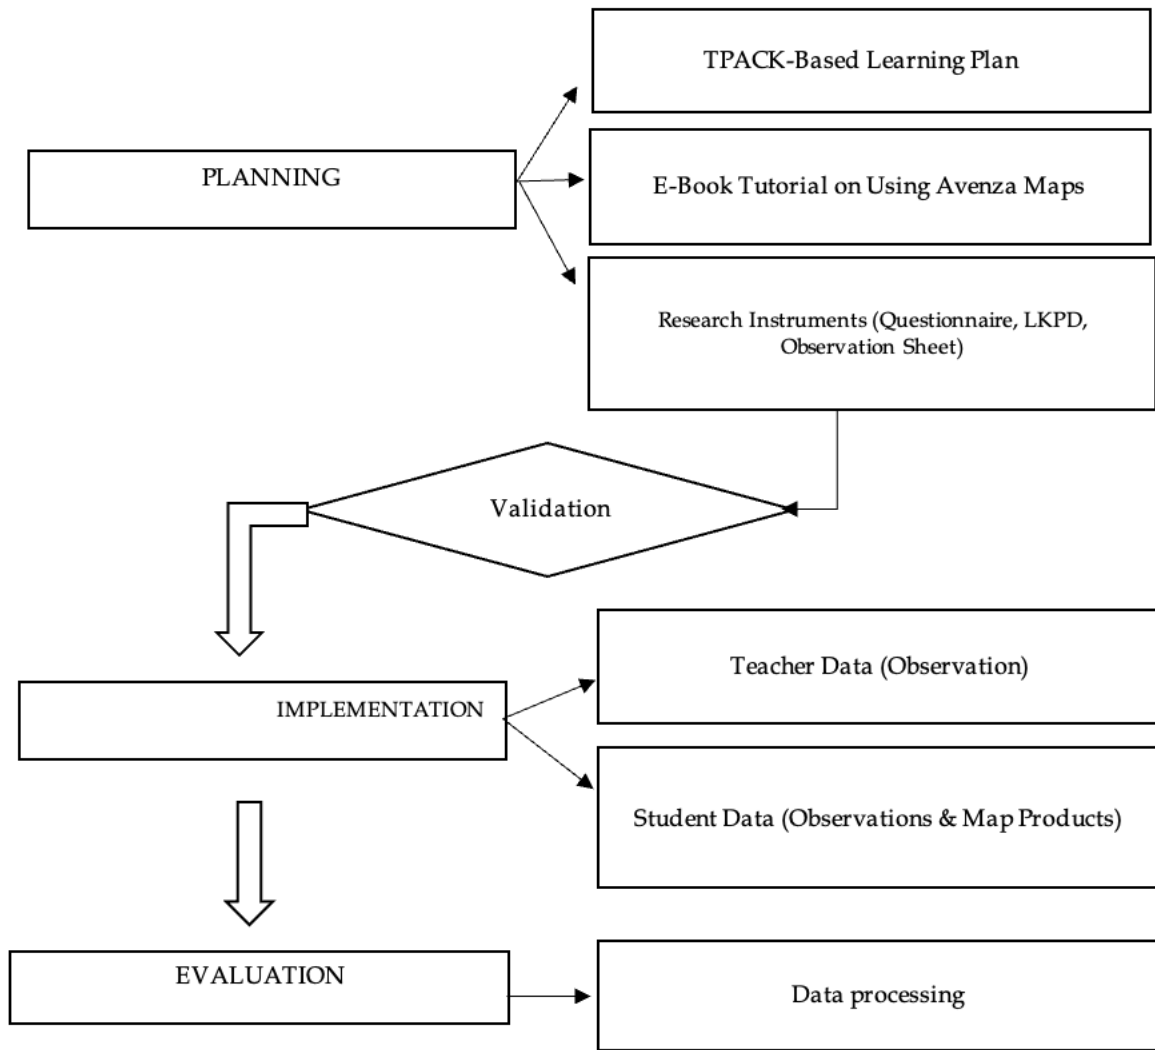 TPACK-Based Learning Plan
PLANNING
E-Book Tutorial on Using Avenza Maps
Research Instruments (Questionnaire, LKPD,
Observation Sheet)
Validation
Teacher Data (Observation)
IMPLEMENTATION
Student Data (Observations & Map Products)
EVALUATION
Data processing